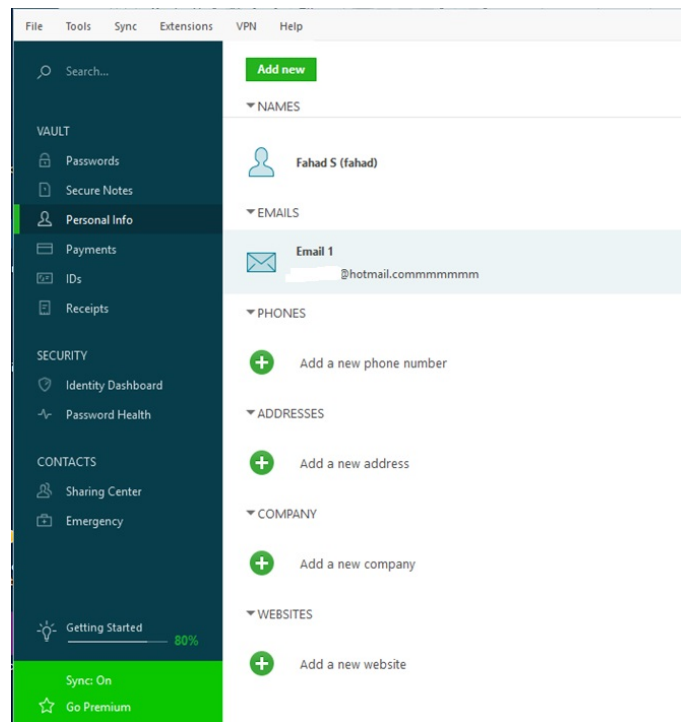 File Tools Sync Extensions VPN Help
Search...
VAULT
Passwords
Secure Notes
Personal Info
Payments
IDs
Receipts
SECURITY
Identity Dashboard
Password Health
CONTACTS
Sharing Center
Emergency
Getting Started
80%
Sync: On
Go Premium
Add new
NAMES
Fahad S (fahad)
EMAILS
Email 1
@hotmail.commmmmmm
PHONES
Add a new phone number
ADDRESSES
Add a new address
COMPANY
Add a new company
WEBSITES
Add a new website